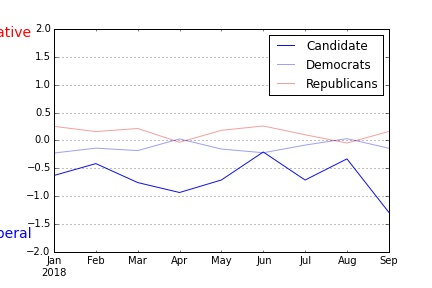 ative
2.0
1.5
1.0
0.5
0.0
−0.5
−1.0
−1.5
−2.0
eral
Candidate
Democrats
Republicans
Jan Feb Mar Apr May Jun Jul Aug Sep
2018